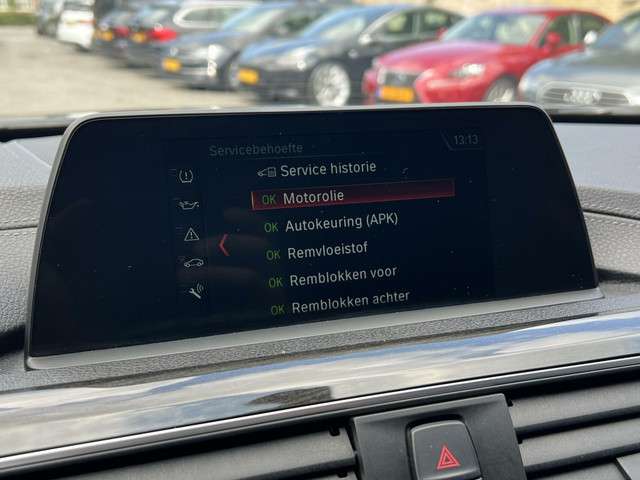 Servicebehoefte
13:13
Service historie
OK Motorolie
OK Autokeuring (APK)
OK Remvloeistof
OK Remblokken voor
OK Remblokken achter